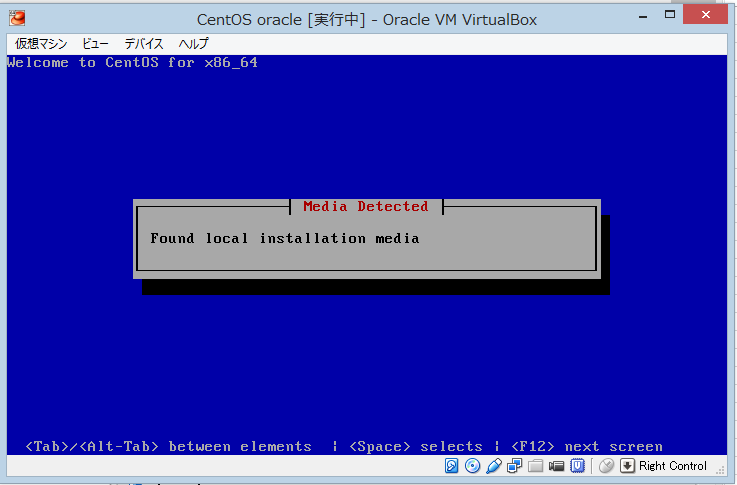 CentOS oracle [実行中] - Oracle VM VirtualBox
仮想マシン ビュー デバイス ヘルプ
Welcome to CentOS for x86_64
Media Detected
Found local installation media
<Tab>/<Alt-Tab> between elements | <Space> selects | <F12> next screen
Right Control